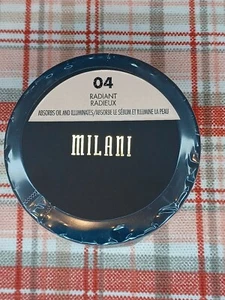 04
RADIANT
RADIEUX
ABSORBS OIL AND ILLUMINATES/ABSORBE LE SÉBUM ET ILLUMINE LA PEAU
MILANI